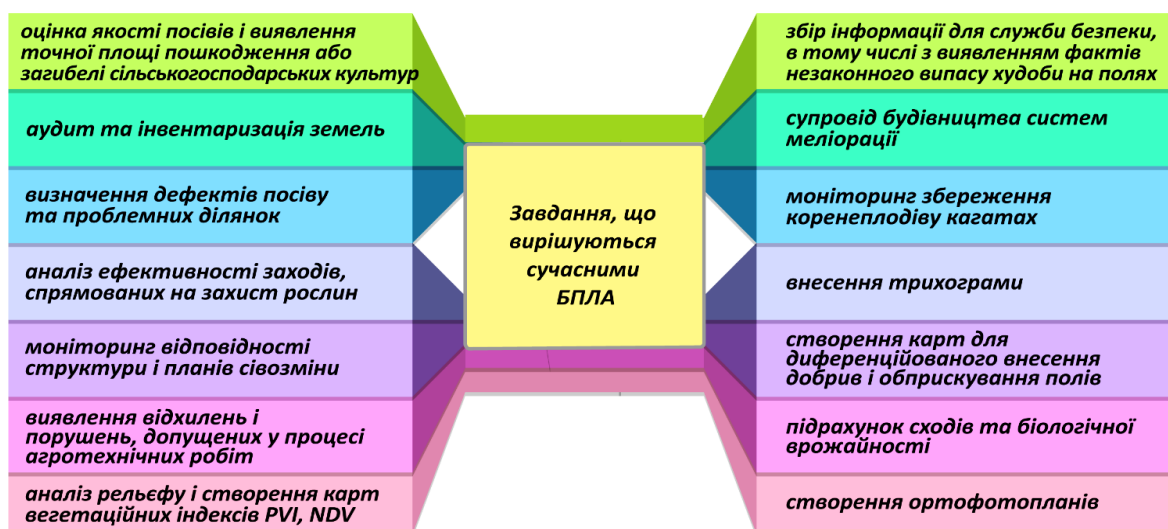 оцінка якості посівів і виявлення
точної площі пошкодження або
загибелі сільськогосподарських культур
аудит та інвентаризація земель
визначення дефектів посіву
та проблемних ділянок
аналіз ефективності заходів,
спрямованих на захист рослин
моніторинг відповідності
структури і планів сівозміни
виявлення відхилень і
порушень, допущених у процесі
агротехнічних робіт
аналіз рельєфу і створення карт
вегетаційних індексів PVI, NDV
Завдання, що
вирішуються
сучасними
БПЛА
збір інформації для служби безпеки,
в тому числі з виявленням фактів
незаконного випасу худоби на полях
супровід будівництва систем
меліорації
моніторинг збереження
коренеплодіву кагатах
внесення трихограми
створення карт для
диференційованого внесення
добрив і обприскування полів
підрахунок сходів та біологічної
врожайності
створення ортофотопланів